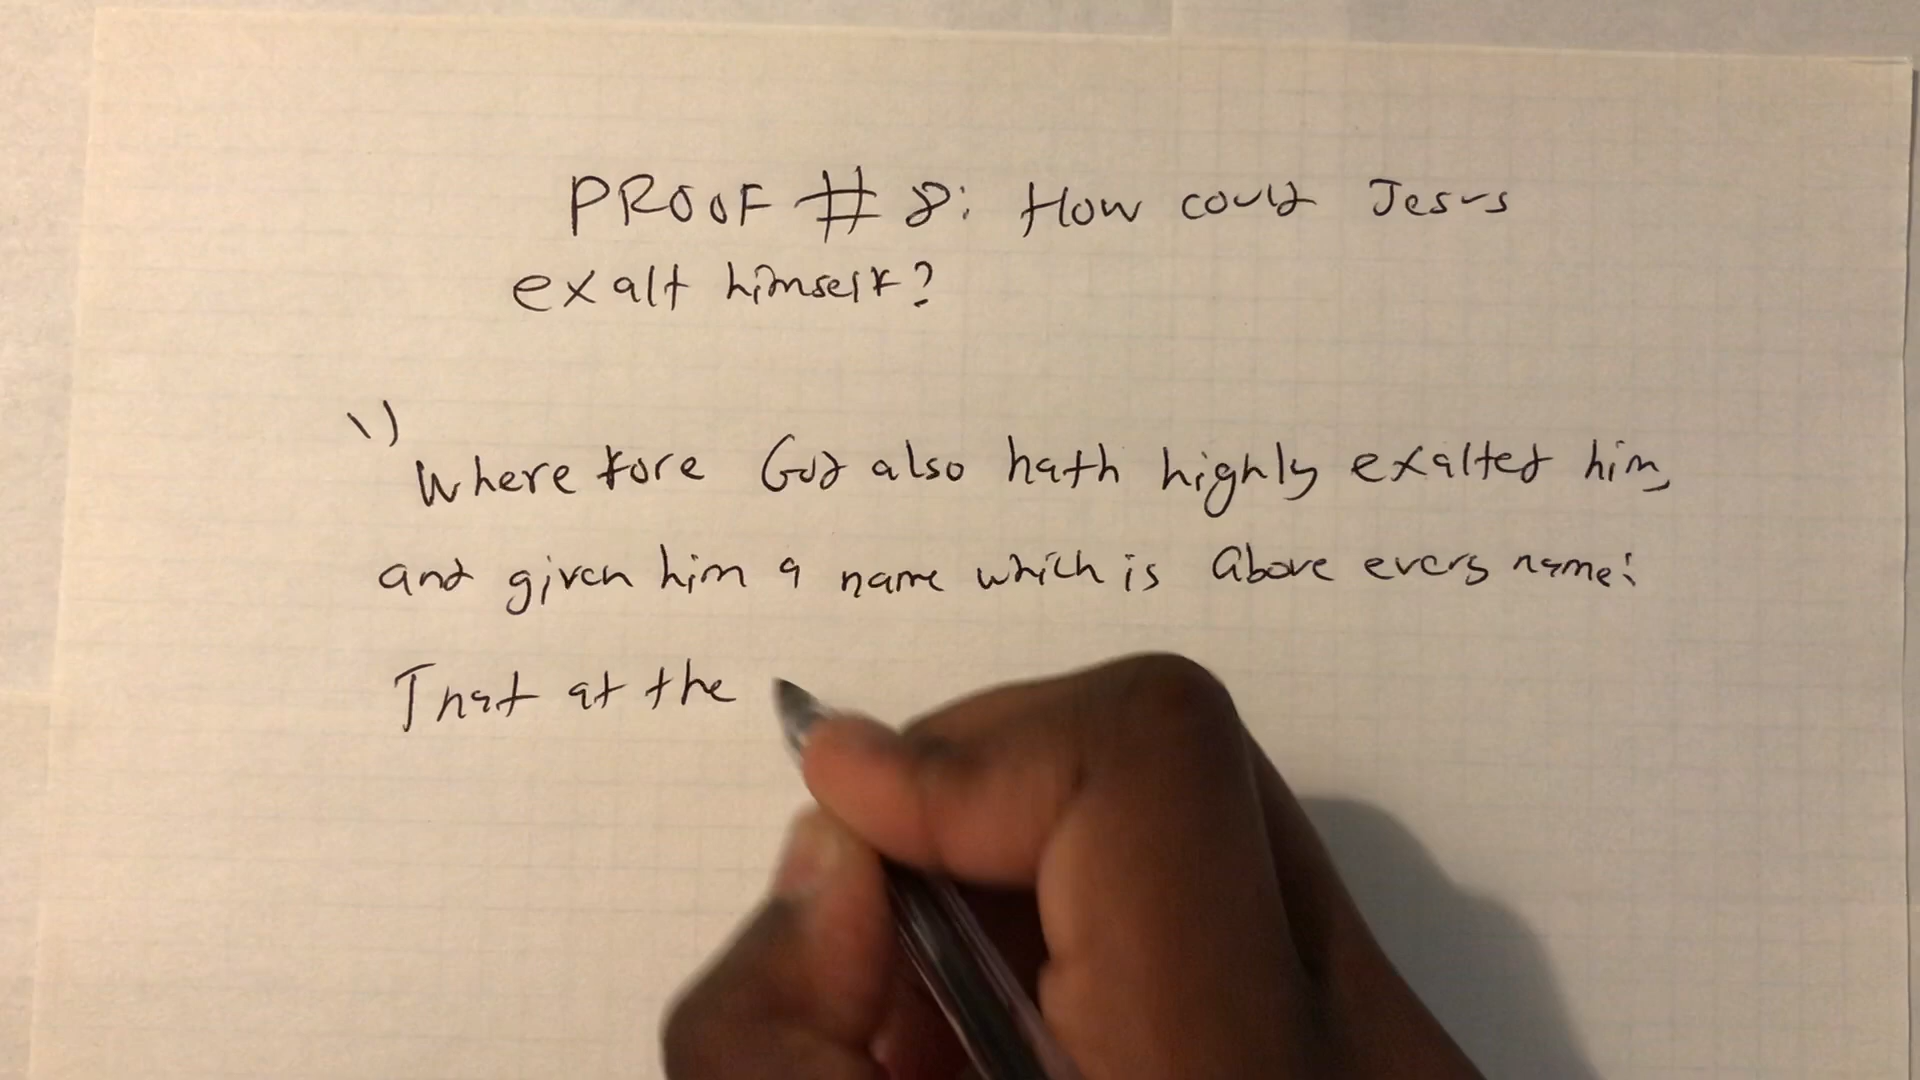 PROOF # 8: How could Jesus
exalt himself?
1)
Wherefore God also hath highly exalted him,
and given him a name which is above every name:
That at the